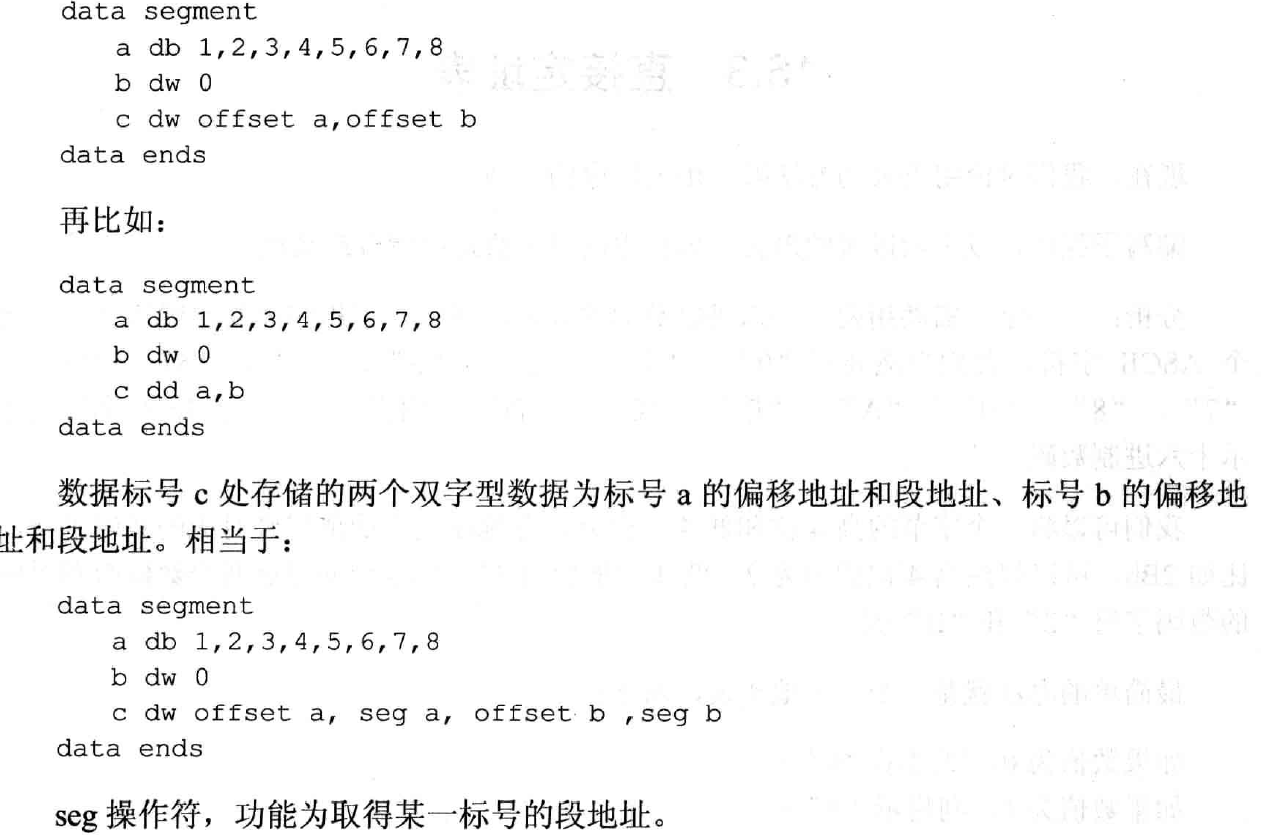 data segment
a db 1,2,3,4,5,6,7,8
b dw 0
c dw offset a,offset b
data ends
再比如：
data segment
a db 1,2,3,4,5,6,7,8
b dw 0
c dd a,b
data ends
数据标号 c 处存储的两个双字型数据为标号 a 的偏移地址和段地址、标号 b 的偏移地
址和段地址。相当于：
data segment
a db 1,2,3,4,5,6,7,8
b dw 0
c dw offset a, seg a, offset b ,seg b
data ends
seg 操作符，功能为取得某一标号的段地址。